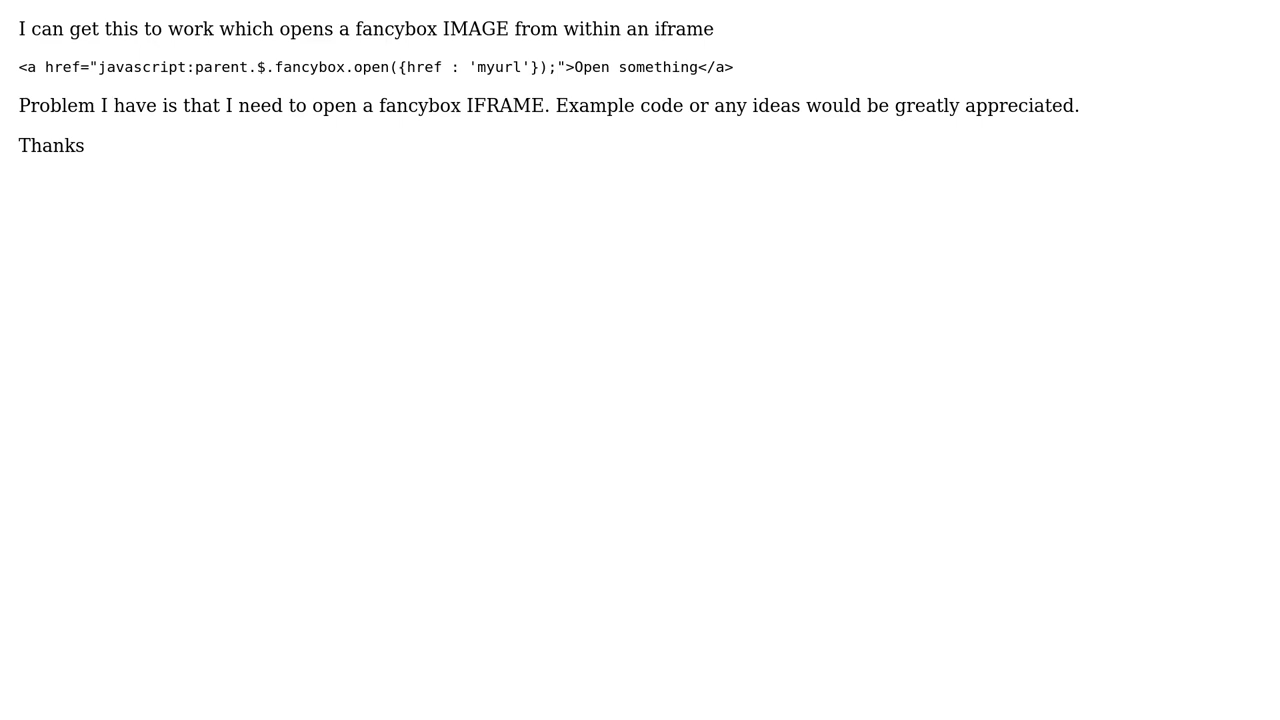 I can get this to work which opens a fancybox IMAGE from within an iframe
<a href="javascript:parent.$.fancybox.open({href : 'myurl'});">Open something</a>
Problem I have is that I need to open a fancybox IFRAME. Example code or any ideas would be greatly appreciated.
Thanks